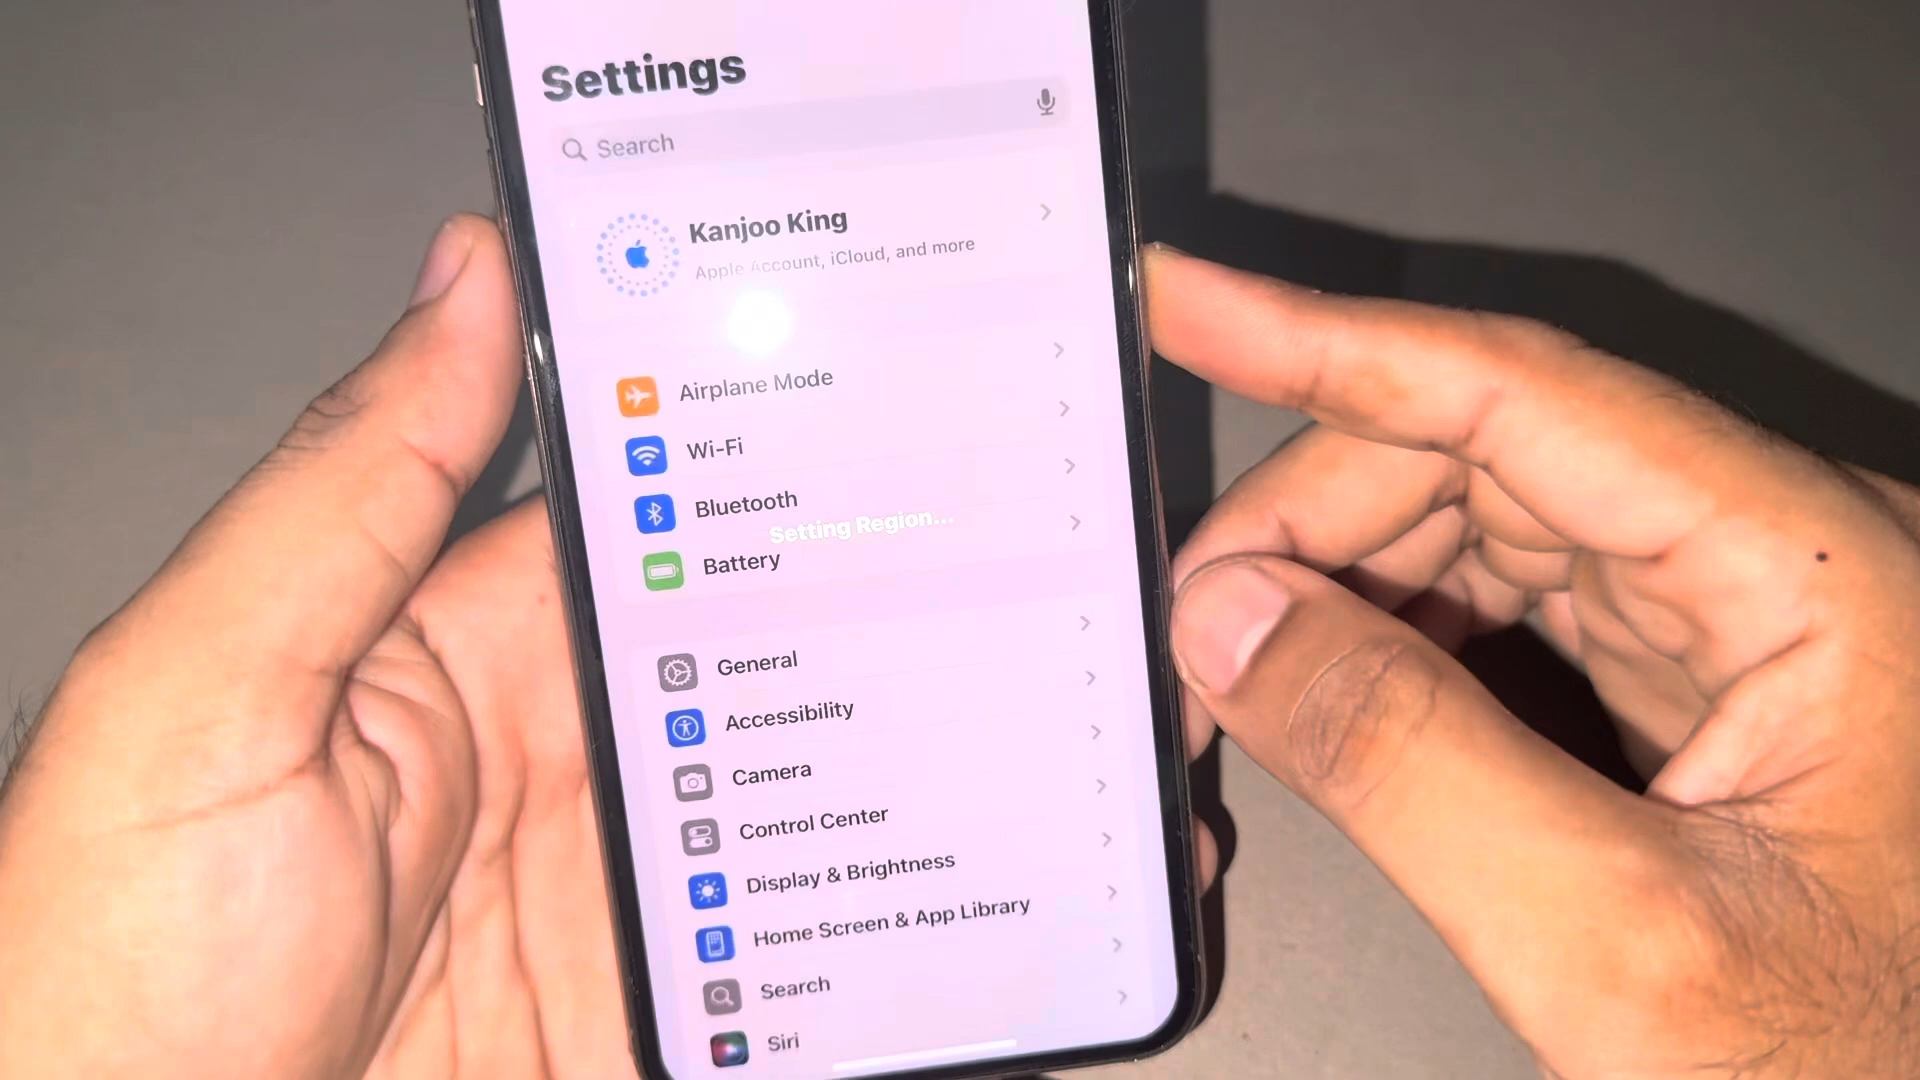 Settings
Search
Kanjoo King
Apple Account, iCloud, and more
Airplane Mode
Wi-Fi
Bluetooth
Setting Region...
Battery
General
Accessibility
Camera
Control Center
Display & Brightness
Home Screen & App Library
Search
Siri